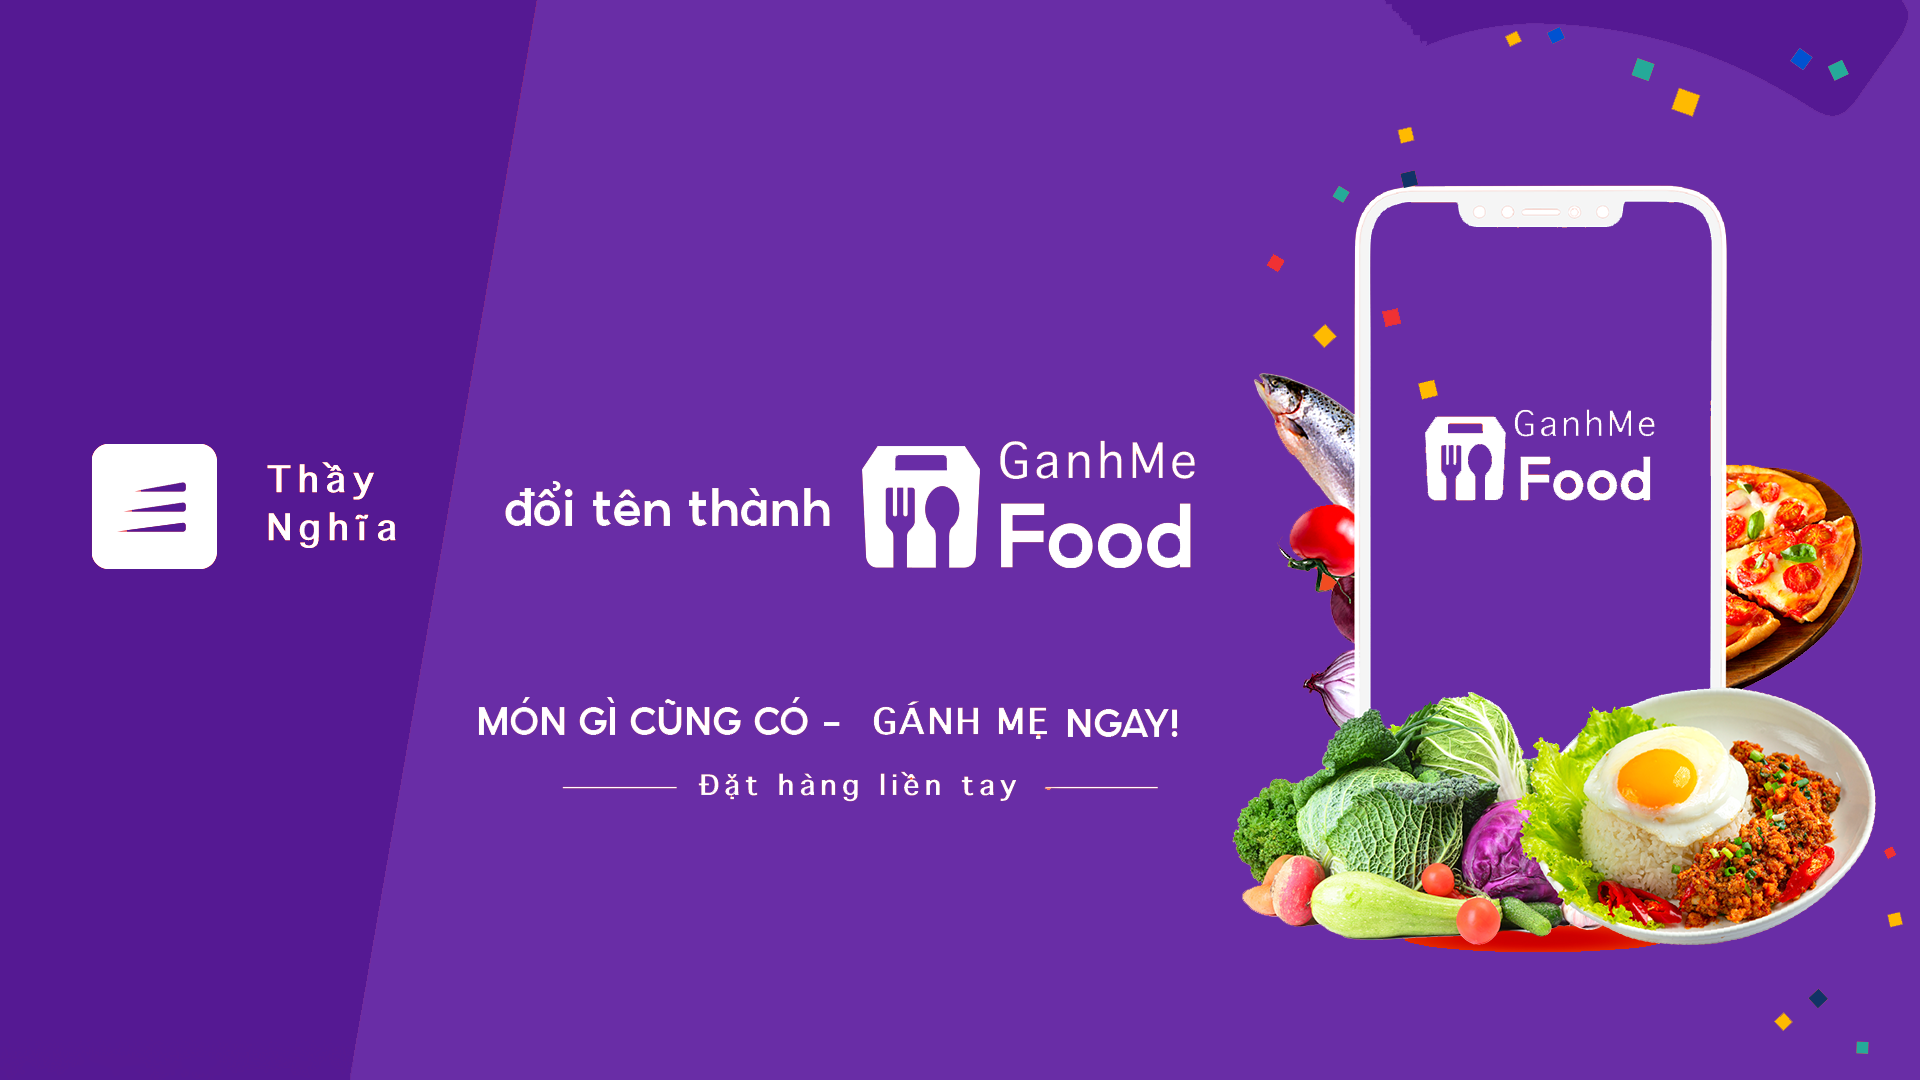 Thầy
Nghĩa
đổi tên thành
GanhMe
Food
MÓN GÌ CŨNG CÓ - GÁNH MẸ NGAY!
Đặt hàng liền tay
GanhMe
Food